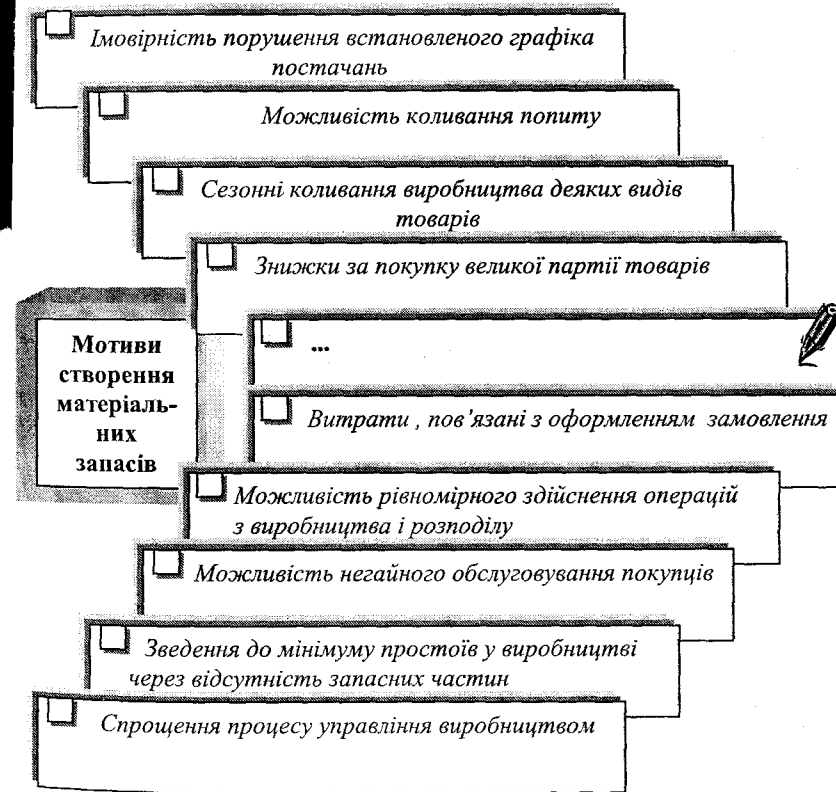 Імовірність порушення встановленого графіка
постачань
Можливість коливання попиту
Сезонні коливання виробництва деяких видів
товарів
Знижки за покупку великої партії товарів
Мотиви
створення
матеріаль-
них
запасів
...
Витрати , пов’язані з оформленням замовлення
Можливість рівномірного здійснення операцій
з виробництва і розподілу
Можливість негайного обслуговування покупців
Зведення до мінімуму простоїв у виробництві
через відсутність запасних частин
Спрощення процесу управління виробництвом